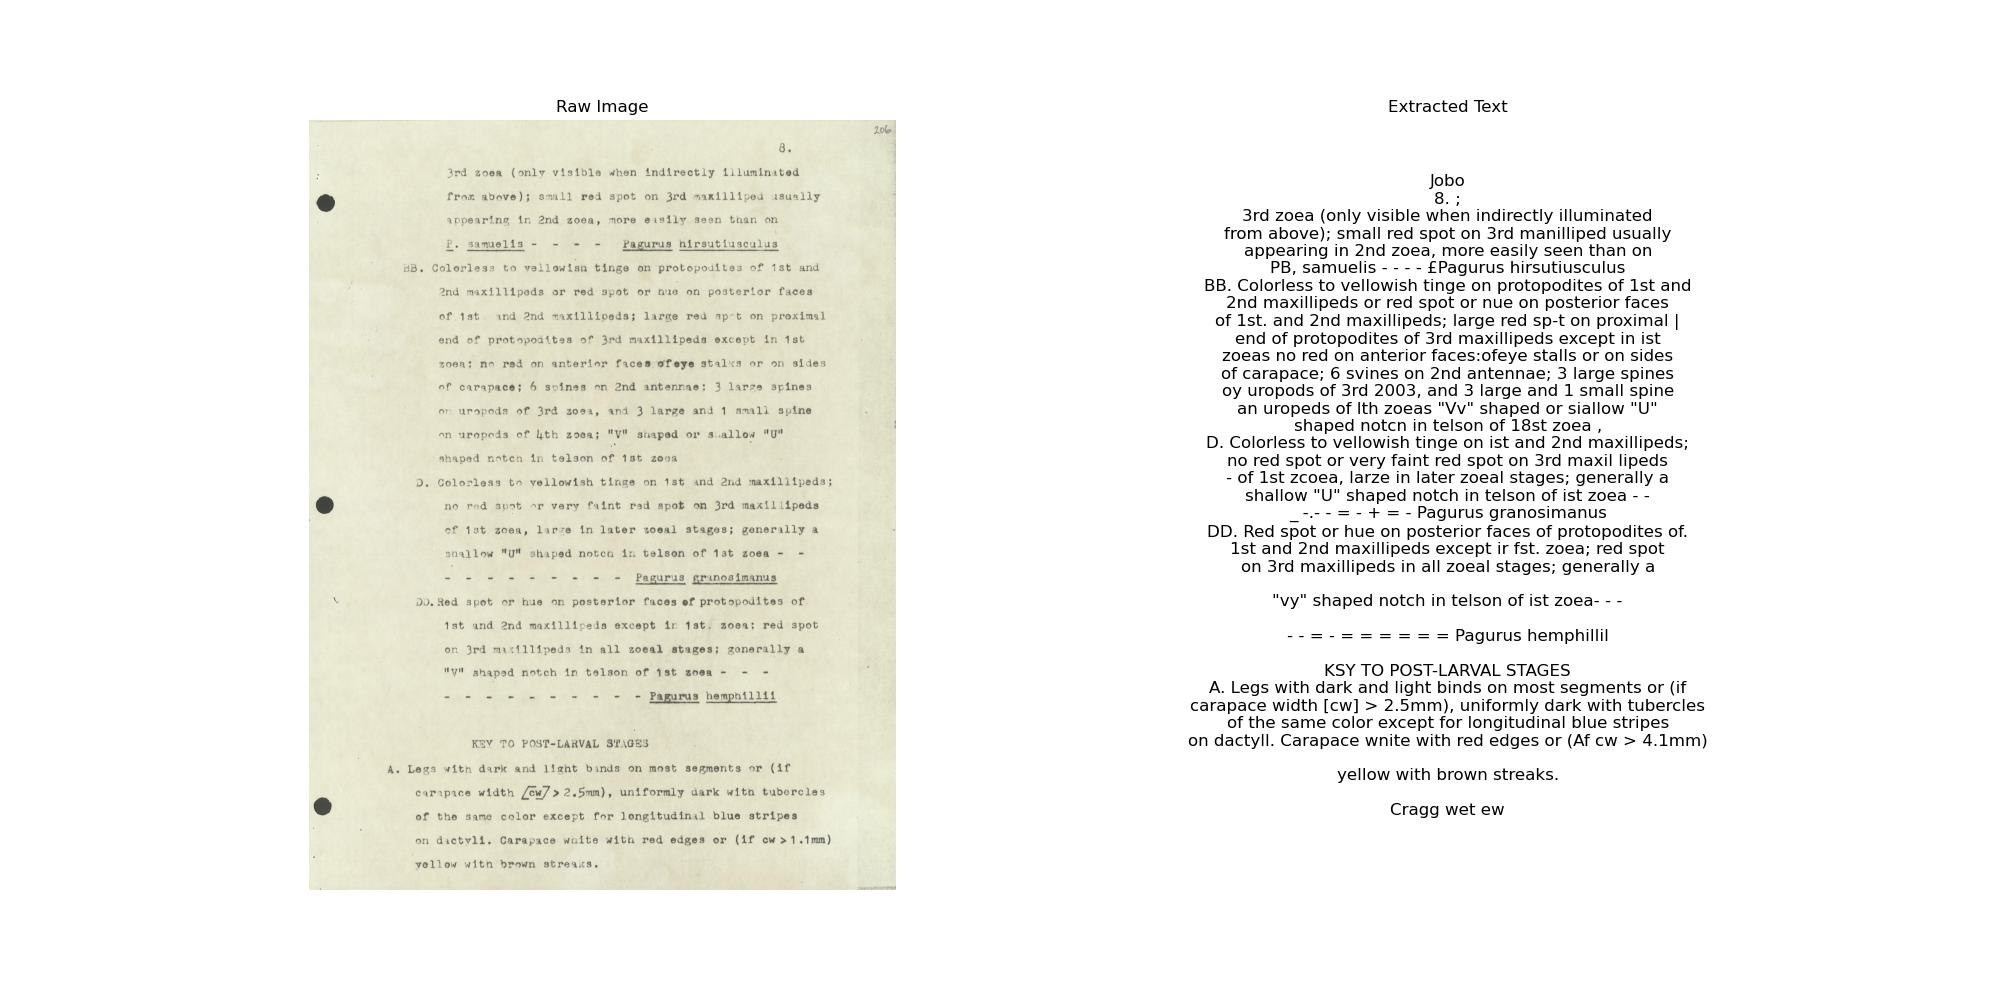 Raw Image
206
8.
3rd zoea (only visible when indirectly illuminated
from above); small red spot on 3rd maxilliped usually
appearing in 2nd zoea, more easily seen than on
P. samuelis - - - - Pagurus hirsutiusculus
BB. Colorless to vellowish tinge on protopodites of 1st and
2nd maxillipeds or red spot or hue on posterior faces
of 1st and 2nd maxillipeds; large red sp t on proximal
end of protopodites of 3rd maxillipeds except in 1st
zoea; no red on anterior faces ofeye stalks or on sides
of carapace; 6 spines on 2nd antennae; 3 large spines
on uropods of 3rd zoea, and 3 large and 1 small spine
on uropods of 4th zoea; "V" shaped or shallow "U"
shaped notch in telson of 1st zoea
D. Colorless to vellowish tinge on 1st and 2nd maxillipeds;
no red spot or very faint red spot on 3rd maxillipeds
of 1st zoea, large in later zoeal stages; generally a
shallow "U" shaped notch in telson of 1st zoea - -
- - - - - - - - - Pagurus granosimanus
DD. Red spot or hue on posterior faces of protopodites of
1st and 2nd maxillipeds except in 1st. zoea; red spot
on 3rd maxillipeds in all zoeal stages; generally a
"V" shaped notch in telson of 1st zoea - - -
- - - - - - - - - - Pagurus hemphillii
KEY TO POST-LARVAL STAGES
A. Legs with dark and light bands on most segments or (if
carapace width [cw] > 2.5mm), uniformly dark with tubercles
of the same color except for longitudinal blue stripes
on dactyli. Carapace white with red edges or (if cw > 1.1mm)
yellow with brown streaks.
Extracted Text
Jobo
8. ;
3rd zoea (only visible when indirectly illuminated
from above); small red spot on 3rd manilliped usually
appearing in 2nd zoea, more easily seen than on
PB, samuelis - - - - £Pagurus hirsutiusculus
BB. Colorless to vellowish tinge on protopodites of 1st and
2nd maxillipeds or red spot or nue on posterior faces
of 1st. and 2nd maxillipeds; large red sp-t on proximal |
end of protopodites of 3rd maxillipeds except in ist
zoeas no red on anterior faces:ofeye stalls or on sides
of carapace; 6 svines on 2nd antennae; 3 large spines
oy uropods of 3rd 2003, and 3 large and 1 small spine
an uropeds of lth zoeas "Vv" shaped or siallow "U"
shaped notcn in telson of 18st zoea ,
D. Colorless to vellowish tinge on ist and 2nd maxillipeds;
no red spot or very faint red spot on 3rd maxil lipeds
- of 1st zcoea, larze in later zoeal stages; generally a
shallow "U" shaped notch in telson of ist zoea - -
_ -.- - = - + = - Pagurus granosimanus
DD. Red spot or hue on posterior faces of protopodites of.
1st and 2nd maxillipeds except ir fst. zoea; red spot
on 3rd maxillipeds in all zoeal stages; generally a
"vy" shaped notch in telson of ist zoea- - -
- - = - = = = = = = Pagurus hemphillil
KSY TO POST-LARVAL STAGES
A. Legs with dark and light binds on most segments or (if
carapace width [cw] > 2.5mm), uniformly dark with tubercles
of the same color except for longitudinal blue stripes
on dactyll. Carapace wnite with red edges or (Af cw > 4.1mm)
yellow with brown streaks.
Cragg wet ew